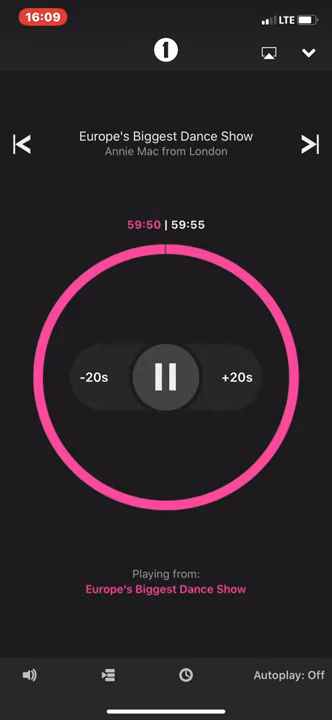 16:09
LTE
1
Europe's Biggest Dance Show
Annie Mac from London
59:50 | 59:55
-20s
+20s
Playing from:
Europe's Biggest Dance Show
Autoplay: Off